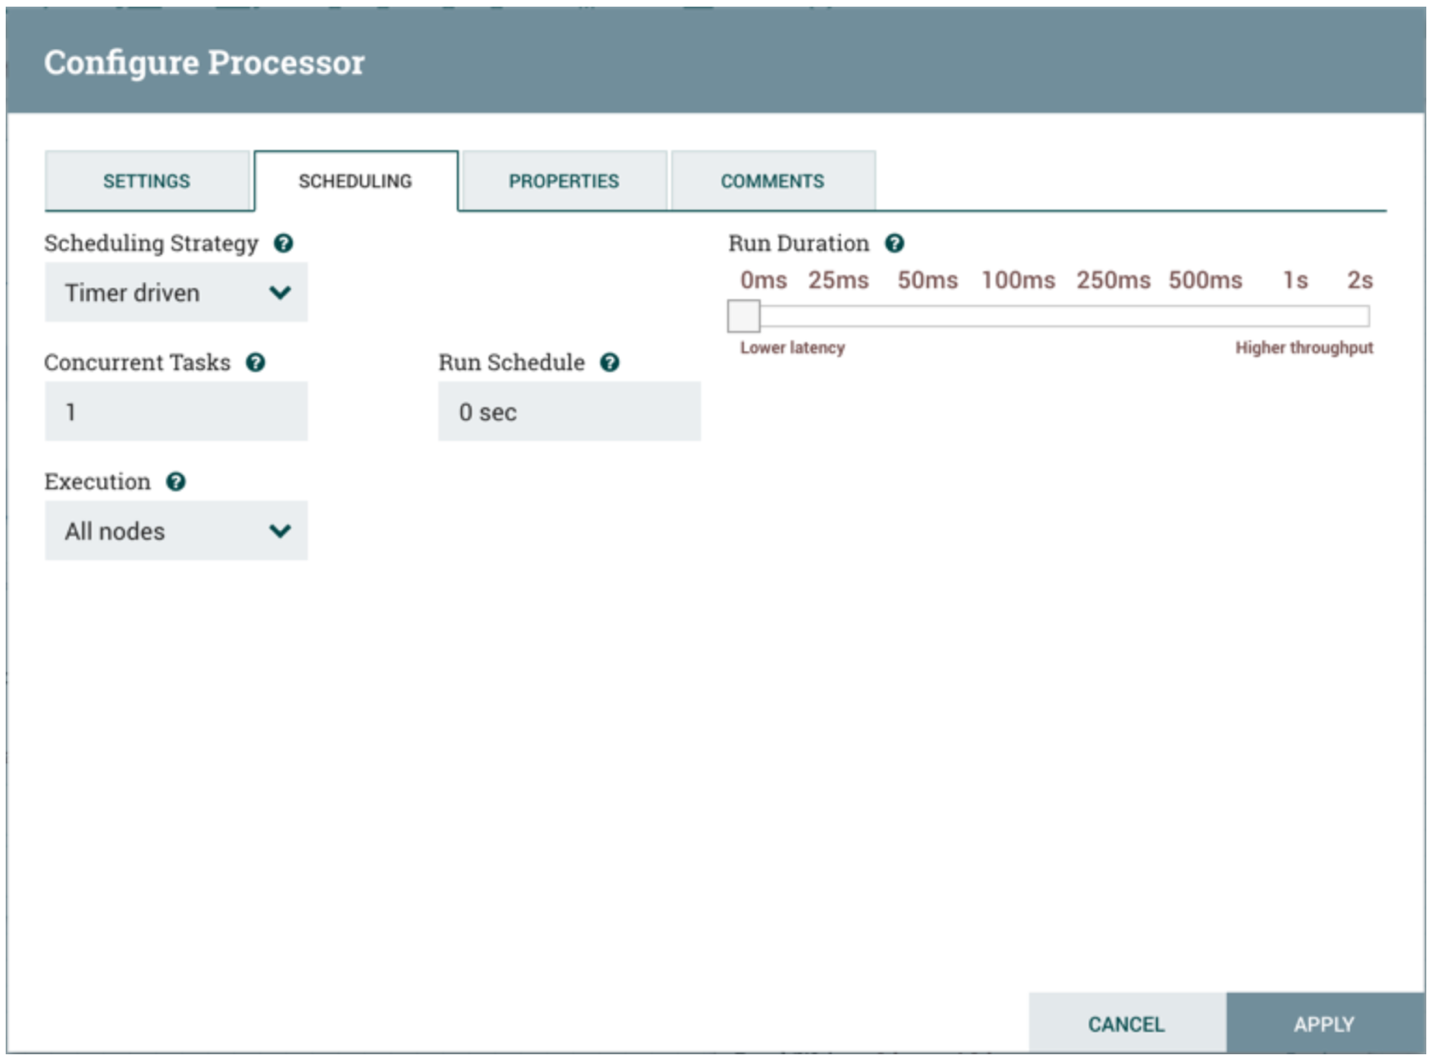 Configure Processor
SETTINGS
SCHEDULING
PROPERTIES
COMMENTS
Scheduling Strategy
Timer driven
Run Duration
0ms 25ms 50ms 100ms 250ms 500ms 1s 2s
Lower latency
Higher throughput
Concurrent Tasks
1
Run Schedule
0 sec
Execution
All nodes
CANCEL
APPLY